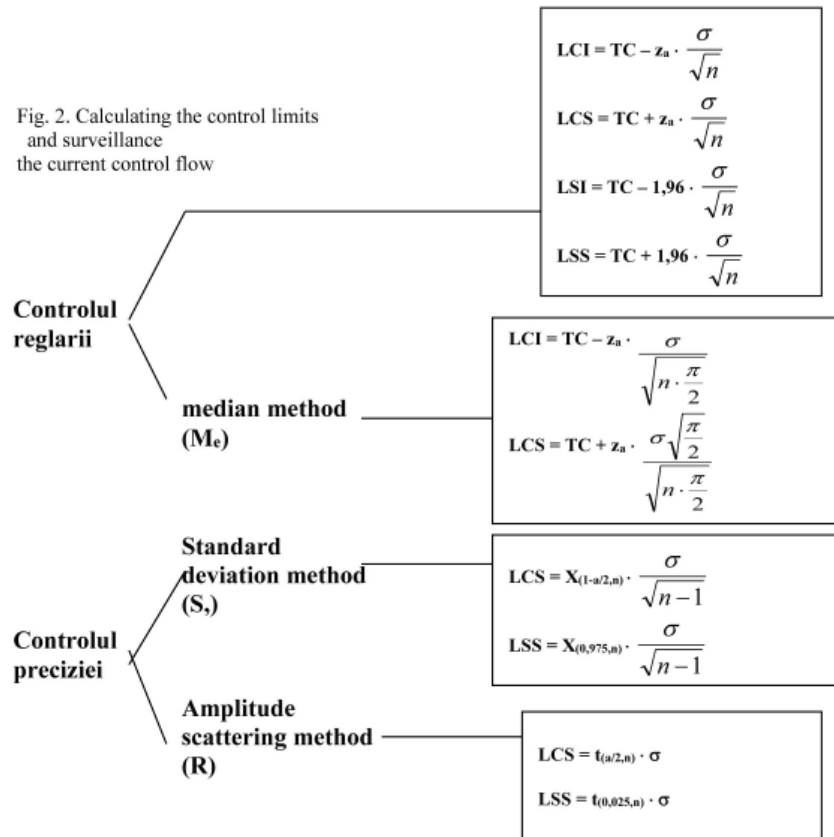 Fig. 2. Calculating the control limits
and surveillance
the current control flow
LCI = TC – zₐ · σ/√n
LCS = TC + zₐ · σ/√n
LSI = TC – 1,96 · σ/√n
LSS = TC + 1,96 · σ/√n
Controlul
reglarii
median method
(Mₑ)
LCI = TC – zₐ · σ/√(n · π/2)
LCS = TC + zₐ · σ√(π/2)/√(n · π/2)
Controlul
preciziei
Standard
deviation method
(S,)
LCS = X₍₁₋ₐ/₂,ₙ₎ · σ/√(n – 1)
LSS = X₍₀,₉₇₅,ₙ₎ · σ/√(n – 1)
Amplitude
scattering method
(R)
LCS = t₍ₐ/₂,ₙ₎ · σ
LSS = t₍₀,₀₂₅,ₙ₎ · σ